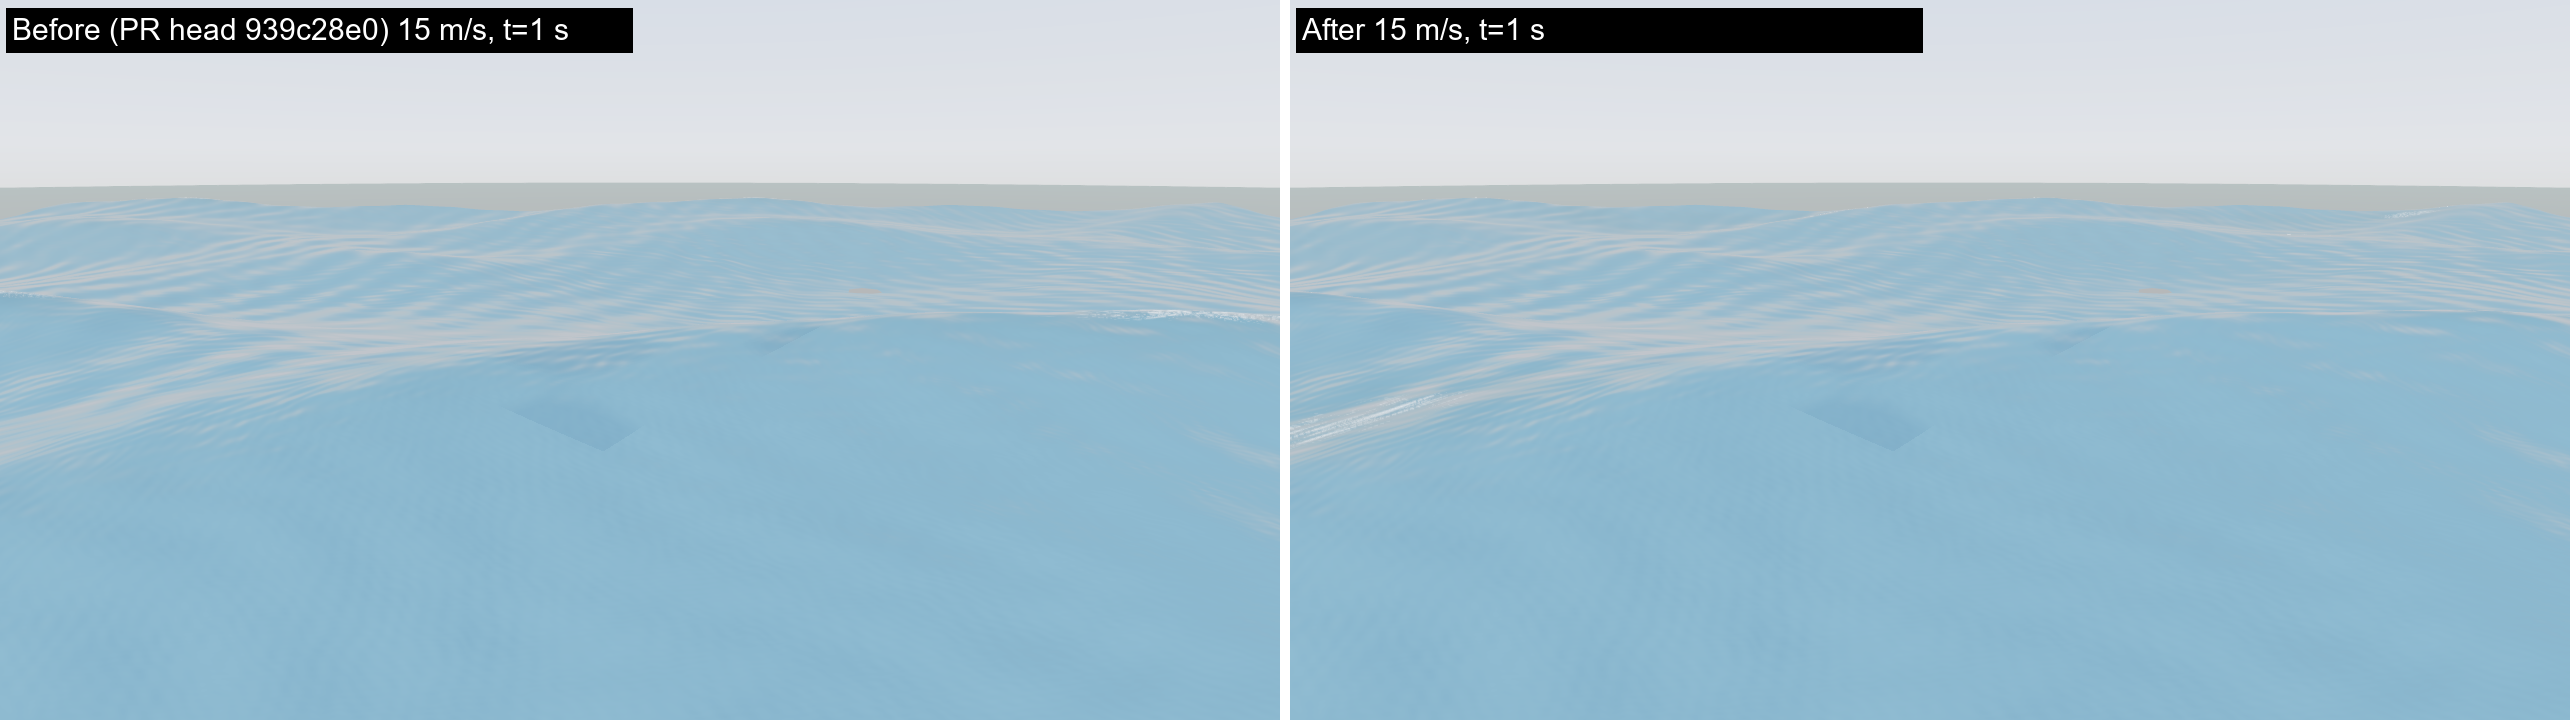 Before (PR head 939c28e0) 15 m/s, t=1 s
After 15 m/s, t=1 s